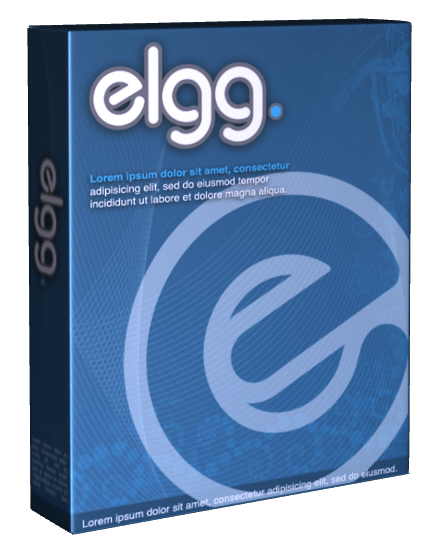 elgg.
Lorem ipsum dolor sit amet, consectetur
adipisicing elit, sed do eiusmod tempor
incididunt ut labore et dolore magna aliqua.
elgg.
Lorem ipsum dolor sit amet, consectetur adipisicing elit, sed do eiusmod.